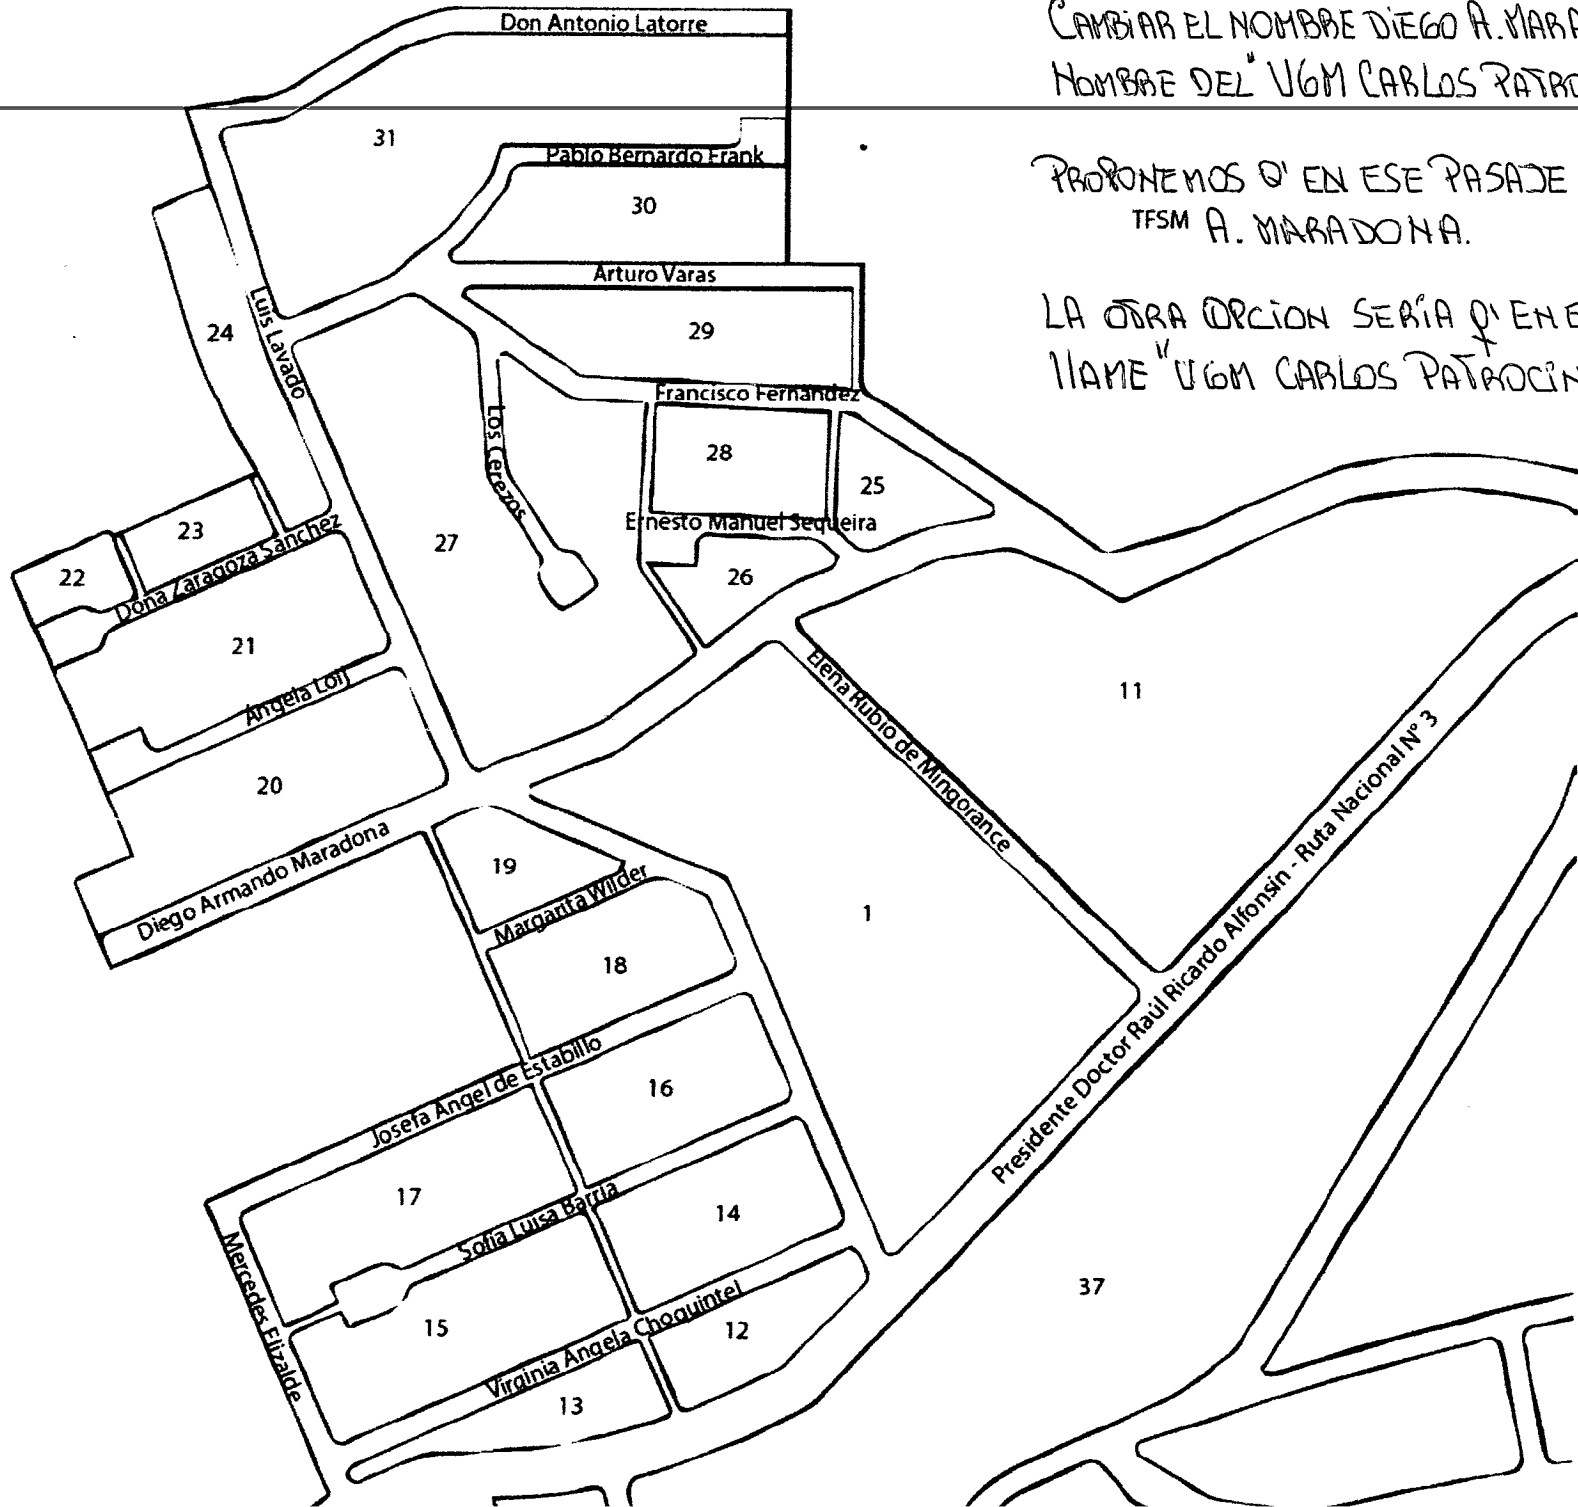 Don Antonio Latorre
CAMBIAR EL NOMBRE DIEGO A. MARA
NOMBRE DEL "VGM CARLOS PATRO
31
Pablo Bernardo Frank
30
PROPONEMOS Q' EN ESE PASAJE
TFSM A. MARADONA.
Arturo Varas
24
Luis Lavado
29
LA OTRA OPCIÓN SERÍA Q' EN E
llAME "VGM CARLOS PATROCIN
Francisco Fernández
Los Cerezos
28
25
Ernesto Manuel Sequeira
23
27
22
26
Doña Zaragoza Sánchez
21
Elena Rubio de Mingorance
11
Ángela Loij
20
Presidente Doctor Raúl Ricardo Alfonsín - Ruta Nacional N° 3
Diego Armando Maradona
19
Margarita Wilder
1
18
Josefa Angel de Estabillo
16
17
Sofía Luisa Barria
14
Mercedes Elizalde
37
15
Virginia Angela Choquintel
12
13